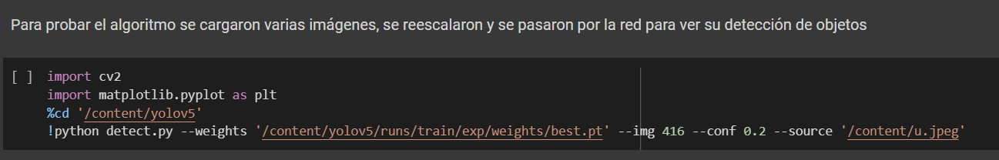 Para probar el algoritmo se cargaron varias imágenes, se reescalaron y se pasaron por la red para ver su detección de objetos
[ ] import cv2
import matplotlib.pyplot as plt
%cd '/content/yolov5'
!python detect.py --weights '/content/yolov5/runs/train/exp/weights/best.pt' --img 416 --conf 0.2 --source '/content/u.jpeg'